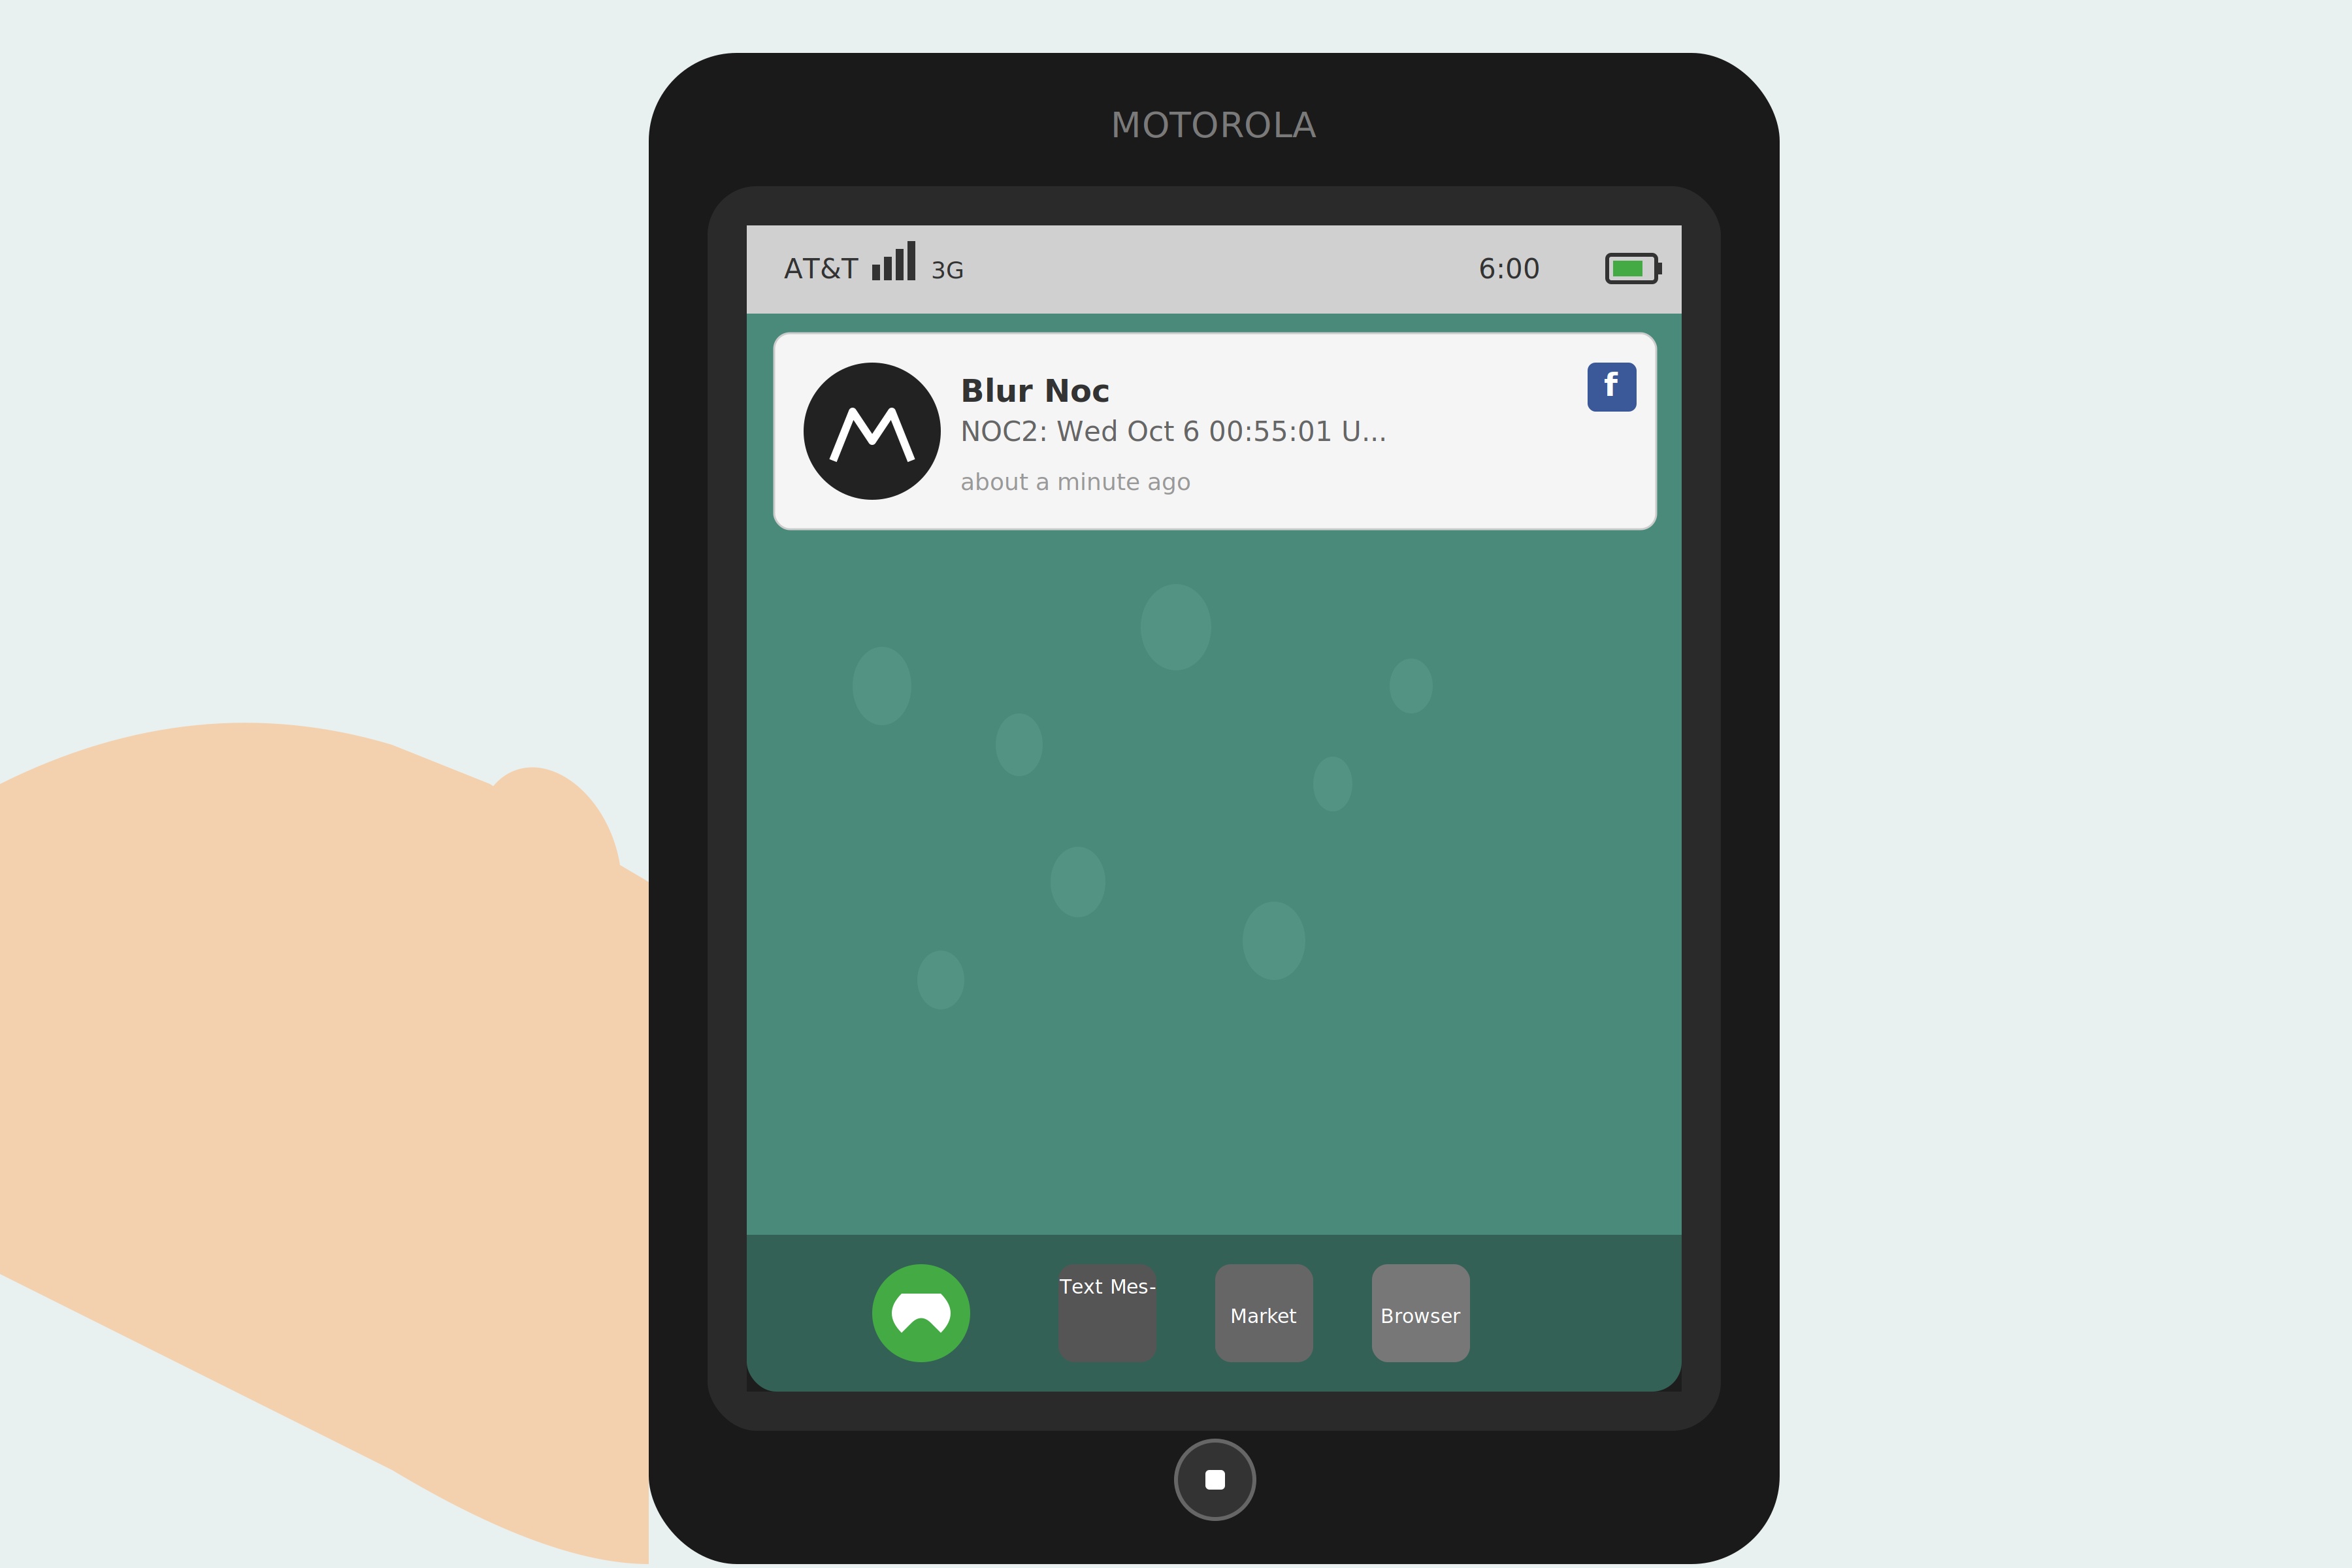 MOTOROLA
AT&T 3G 6:00
Blur Noc
f
NOC2: Wed Oct 6 00:55:01 U...
about a minute ago
Text Mes-
Market
Browser